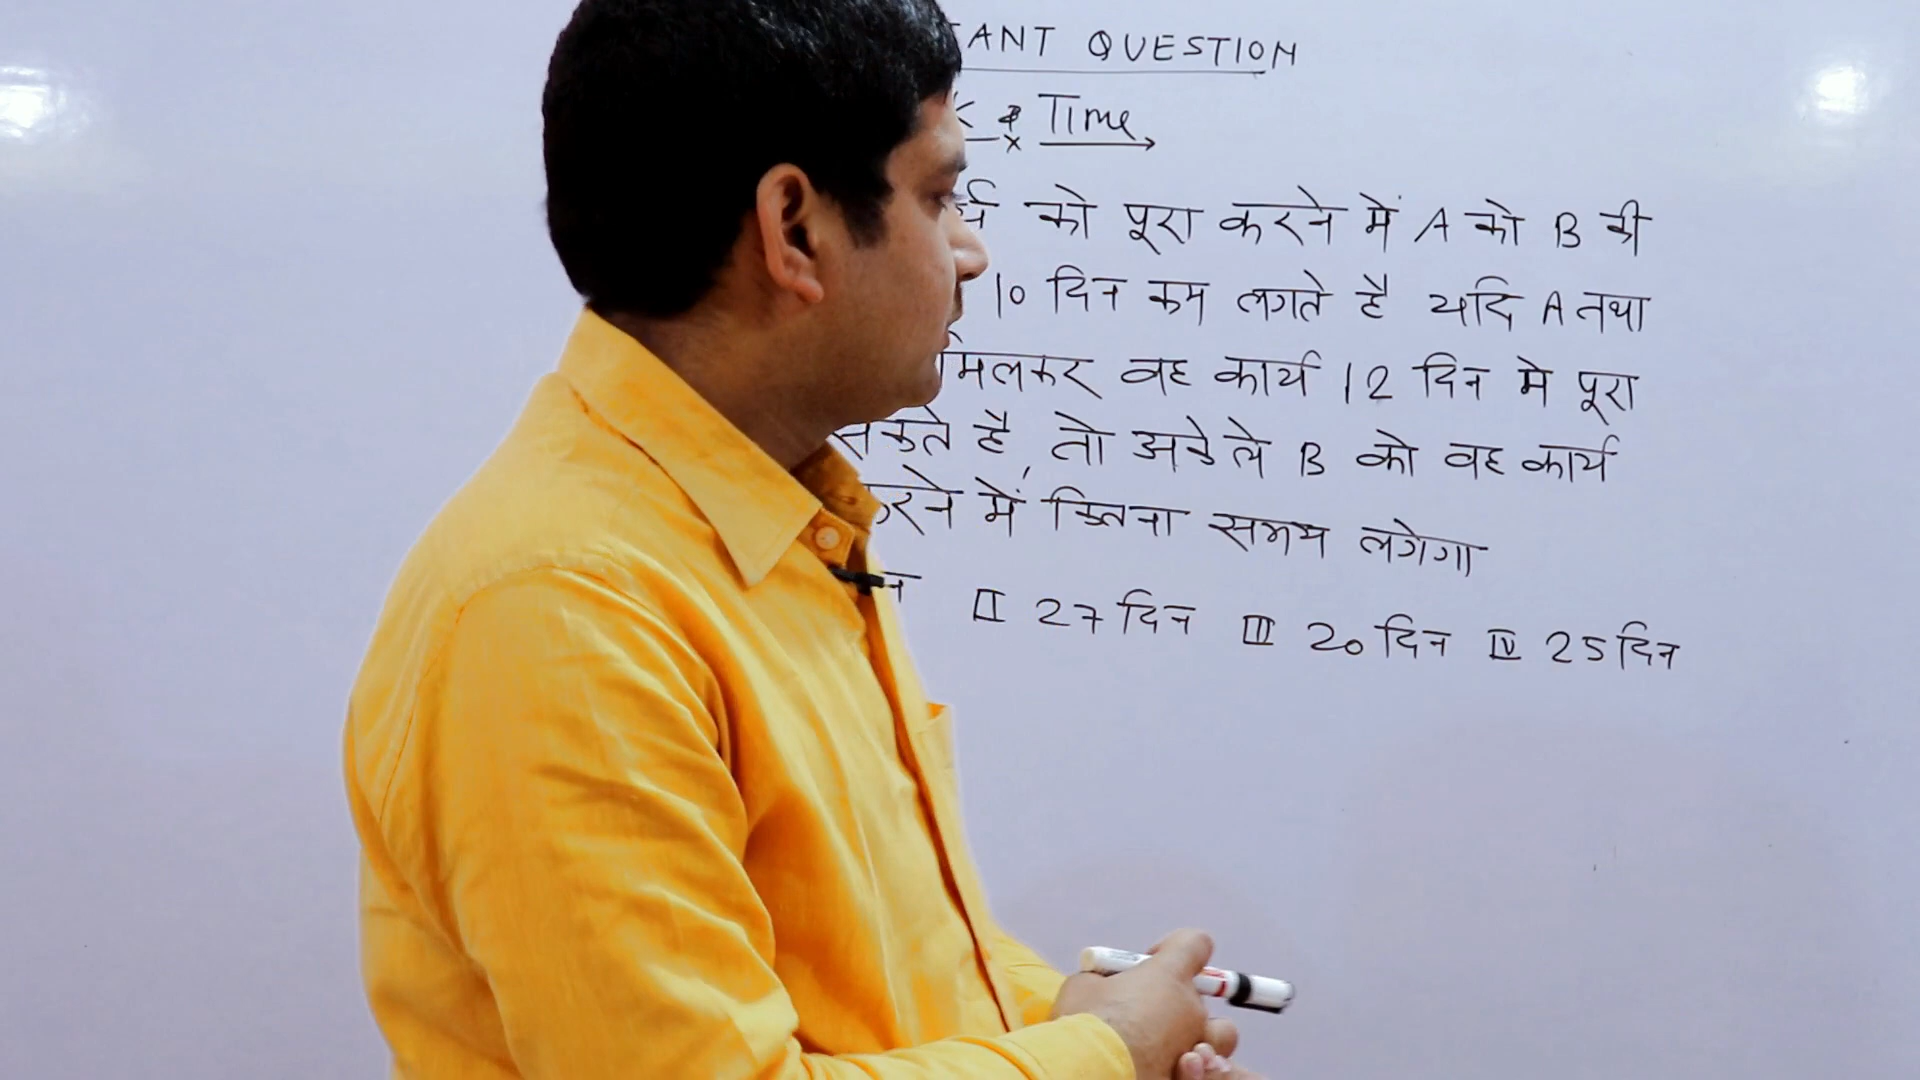 ANT QUESTION
& Time
को पूरा करने में A को B की
10 दिन कम लगते है यदि A तथा
मिलकर वह कार्य 12 दिन मे पूरा
सकते है, तो अकेले B को वह कार्य
करने में कितना समय लगेगा
II 27 दिन III 20 दिन IV 25 दिन